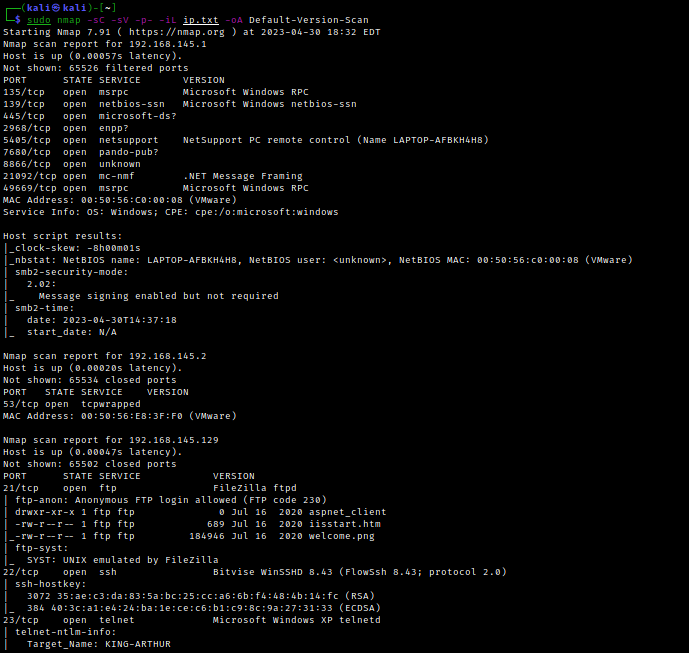 ┌──(kali㉿kali)-[~]
└─$ sudo nmap -sC -sV -p- -iL ip.txt -oA Default-Version-Scan
Starting Nmap 7.91 ( https://nmap.org ) at 2023-04-30 18:32 EDT
Nmap scan report for 192.168.145.1
Host is up (0.00057s latency).
Not shown: 65526 filtered ports
PORT      STATE SERVICE       VERSION
135/tcp   open  msrpc         Microsoft Windows RPC
139/tcp   open  netbios-ssn   Microsoft Windows netbios-ssn
445/tcp   open  microsoft-ds?
2968/tcp  open  enpp?
5405/tcp  open  netsupport    NetSupport PC remote control (Name LAPTOP-AFBKH4H8)
7680/tcp  open  pando-pub?
8866/tcp  open  unknown
21092/tcp open  mc-nmf        .NET Message Framing
49669/tcp open  msrpc         Microsoft Windows RPC
MAC Address: 00:50:56:C0:00:08 (VMware)
Service Info: OS: Windows; CPE: cpe:/o:microsoft:windows

Host script results:
|_clock-skew: -8h00m01s
|_nbstat: NetBIOS name: LAPTOP-AFBKH4H8, NetBIOS user: <unknown>, NetBIOS MAC: 00:50:56:c0:00:08 (VMware)
| smb2-security-mode:
|   2.02:
|_    Message signing enabled but not required
| smb2-time:
|   date: 2023-04-30T14:37:18
|_  start_date: N/A

Nmap scan report for 192.168.145.2
Host is up (0.00020s latency).
Not shown: 65534 closed ports
PORT   STATE SERVICE    VERSION
53/tcp open  tcpwrapped
MAC Address: 00:50:56:E8:3F:F0 (VMware)

Nmap scan report for 192.168.145.129
Host is up (0.00047s latency).
Not shown: 65502 closed ports
PORT      STATE SERVICE            VERSION
21/tcp    open  ftp                FileZilla ftpd
| ftp-anon: Anonymous FTP login allowed (FTP code 230)
| drwxr-xr-x 1 ftp ftp              0 Jul 16  2020 aspnet_client
| -rw-r--r-- 1 ftp ftp            689 Jul 16  2020 iisstart.htm
|_-rw-r--r-- 1 ftp ftp         184946 Jul 16  2020 welcome.png
| ftp-syst:
|_  SYST: UNIX emulated by FileZilla
22/tcp    open  ssh                Bitvise WinSSHD 8.43 (FlowSsh 8.43; protocol 2.0)
| ssh-hostkey:
|   3072 35:ae:c3:da:83:5a:bc:25:cc:a6:6b:f4:48:4b:14:fc (RSA)
|_  384 40:3c:a1:e4:24:ba:1e:ce:c6:b1:c9:8c:9a:27:31:33 (ECDSA)
23/tcp    open  telnet             Microsoft Windows XP telnetd
| telnet-ntlm-info:
|   Target_Name: KING-ARTHUR